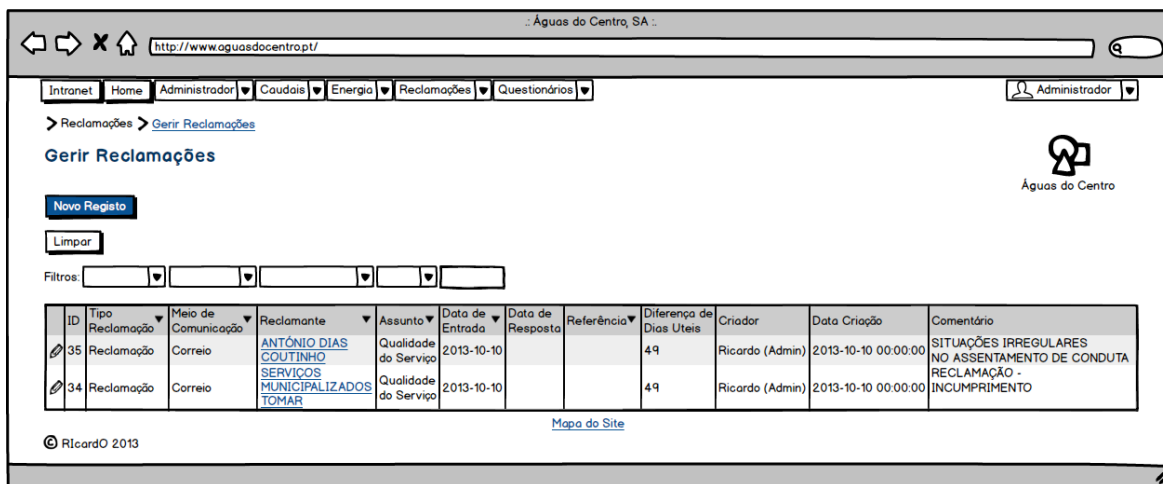 .: Águas do Centro, SA :.
http://www.aguasdocentro.pt/
Intranet Home Administrador Caudais Energia Reclamações Questionários Administrador
Reclamações Gerir Reclamações
Gerir Reclamações
Águas do Centro
Novo Registo
Limpar
Filtros:
ID Tipo Reclamação Meio de Comunicação Reclamante Assunto Data de Entrada Data de Resposta Referência Diferença de Dias Uteis Criador Data Criação Comentário
35 Reclamação Correio ANTÓNIO DIAS COUTINHO Qualidade do Serviço 2013-10-10 49 Ricardo (Admin) 2013-10-10 00:00:00 SITUAÇÕES IRREGULARES NO ASSENTAMENTO DE CONDUTA
34 Reclamação Correio SERVIÇOS MUNICIPALIZADOS TOMAR Qualidade do Serviço 2013-10-10 49 Ricardo (Admin) 2013-10-10 00:00:00 RECLAMAÇÃO - INCUMPRIMENTO
Mapa do Site
© RIcardO 2013